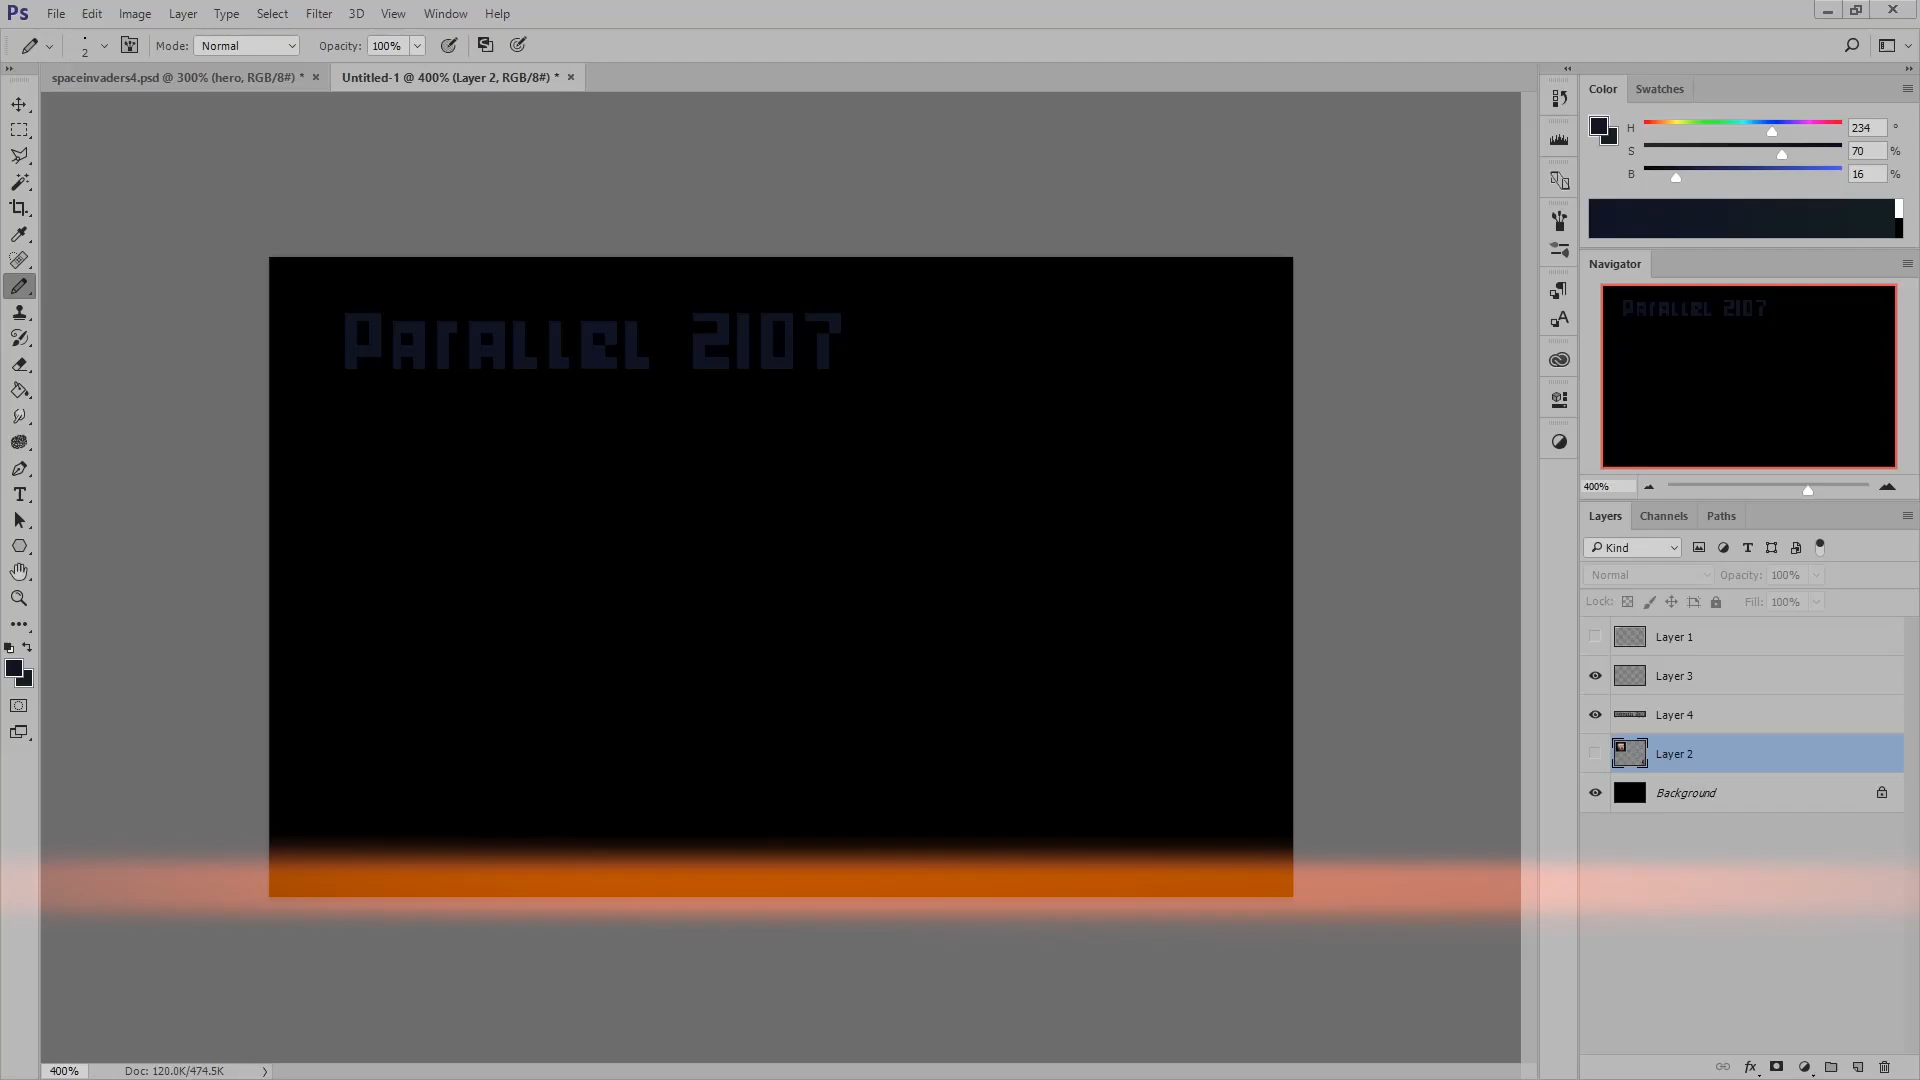 Ps File Edit Image Layer Type Select Filter 3D View Window Help
2 Mode: Normal Opacity: 100%
spaceinvaders4.psd @ 300% (hero, RGB/8#) * × Untitled-1 @ 400% (Layer 2, RGB/8#) * ×
Color Swatches
H 234 °
S 70 %
B 16 %
Navigator
Parallel 2107
Parallel 2107
400%
Layers Channels Paths
Kind
Normal Opacity: 100%
Lock: Fill: 100%
Layer 1
Layer 3
Layer 4
Layer 2
Background
400% Doc: 120.0K/474.5K